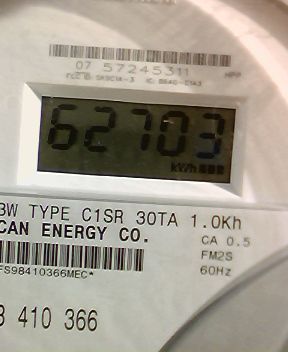 07 57245311
HPP
62703
kWh
3W TYPE C1SR 30TA 1.0Kh
CAN ENERGY CO.
CA 0.5
FM2S
60Hz
FS98410366MEC*
410 366